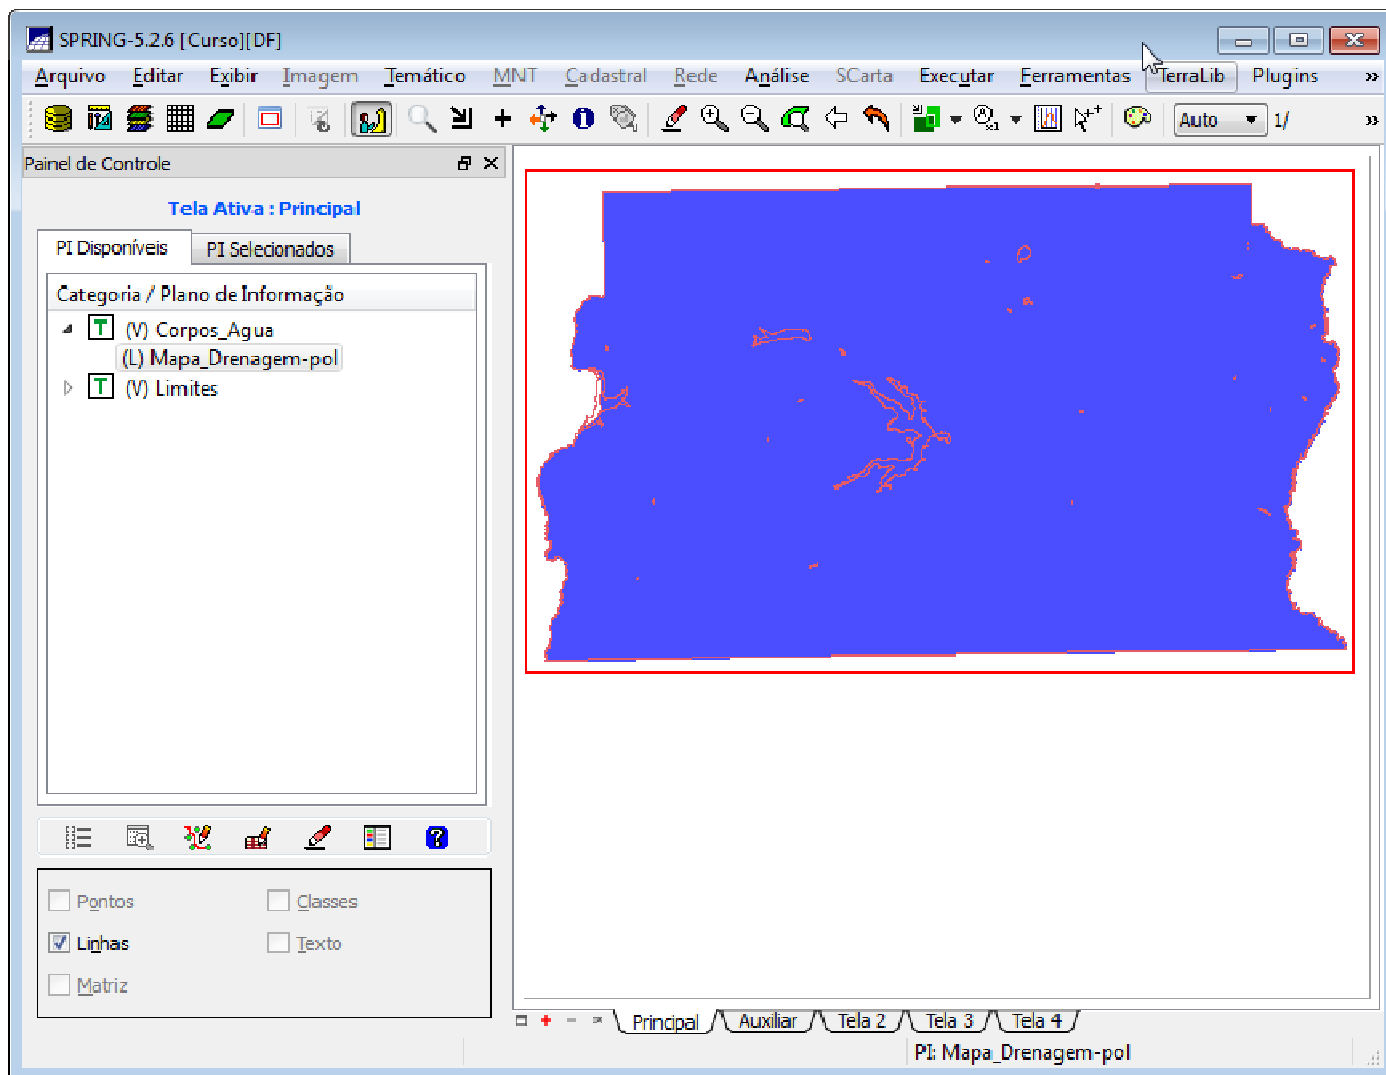 SPRING-5.2.6 [Curso][DF]
Arquivo Editar Exibir Imagem Temático MNT Cadastral Rede Análise SCarta Executar Ferramentas TerraLib Plugins »
Auto 1/ »
Painel de Controle
Tela Ativa : Principal
PI Disponíveis PI Selecionados
Categoria / Plano de Informação
T (V) Corpos_Agua
(L) Mapa_Drenagem-pol
T (V) Limites
Pontos Classes
Linhas Texto
Matriz
Principal Auxiliar Tela 2 Tela 3 Tela 4
PI: Mapa_Drenagem-pol